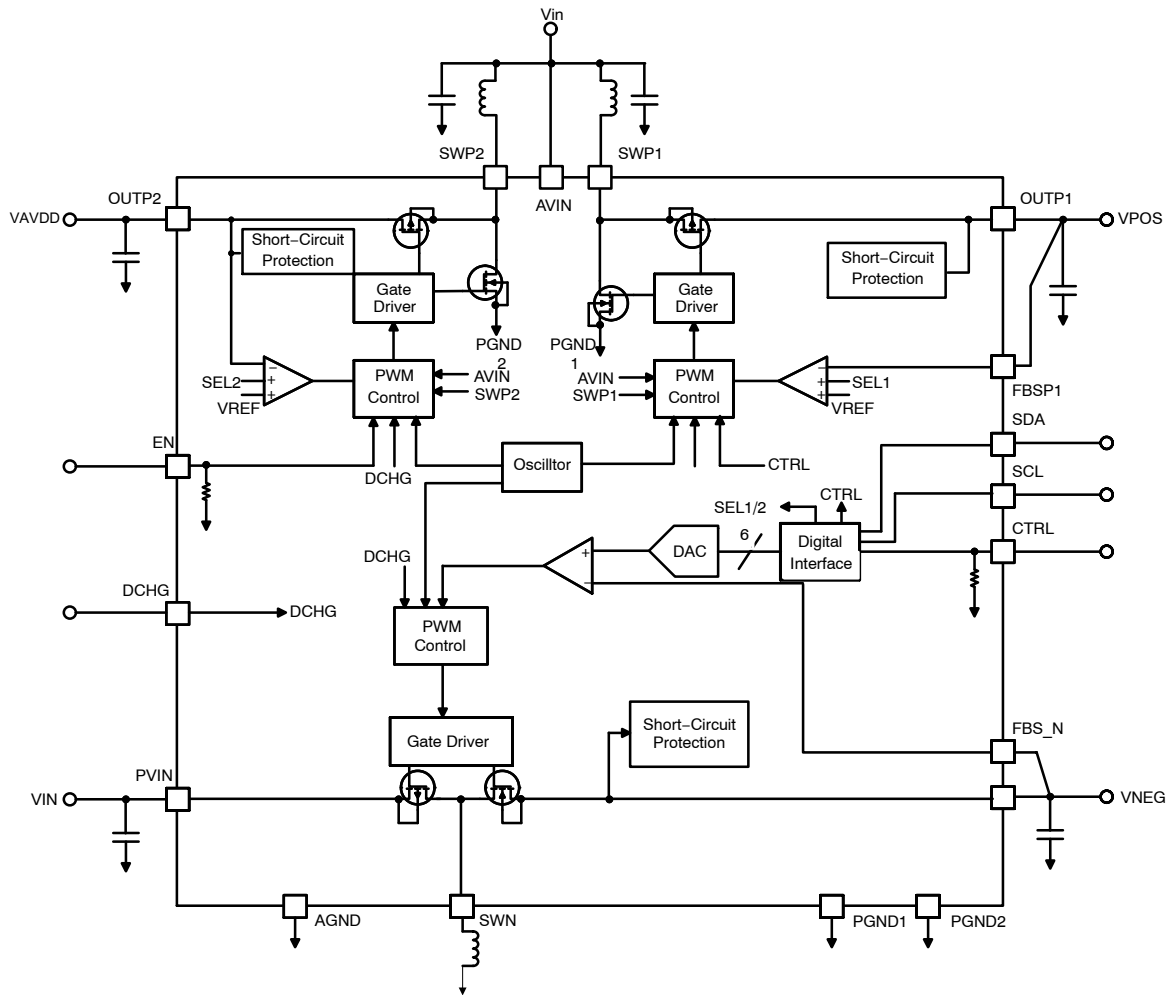 Vin
SWP2
SWP1
AVIN
OUTP2
OUTP1
VAVDD
VPOS
Short−Circuit
Protection
Short−Circuit
Protection
Gate
Driver
Gate
Driver
PGND
2
PGND
1
SEL2
VREF
PWM
Control
AVIN
SWP2
AVIN
SWP1
PWM
Control
SEL1
VREF
FBSP1
EN
DCHG
Oscilltor
CTRL
SDA
SCL
SEL1/2
CTRL
CTRL
DCHG
DAC
6
Digital
Interface
DCHG
DCHG
PWM
Control
Gate Driver
Short−Circuit
Protection
FBS_N
PVIN
VIN
VNEG
AGND
SWN
PGND1
PGND2